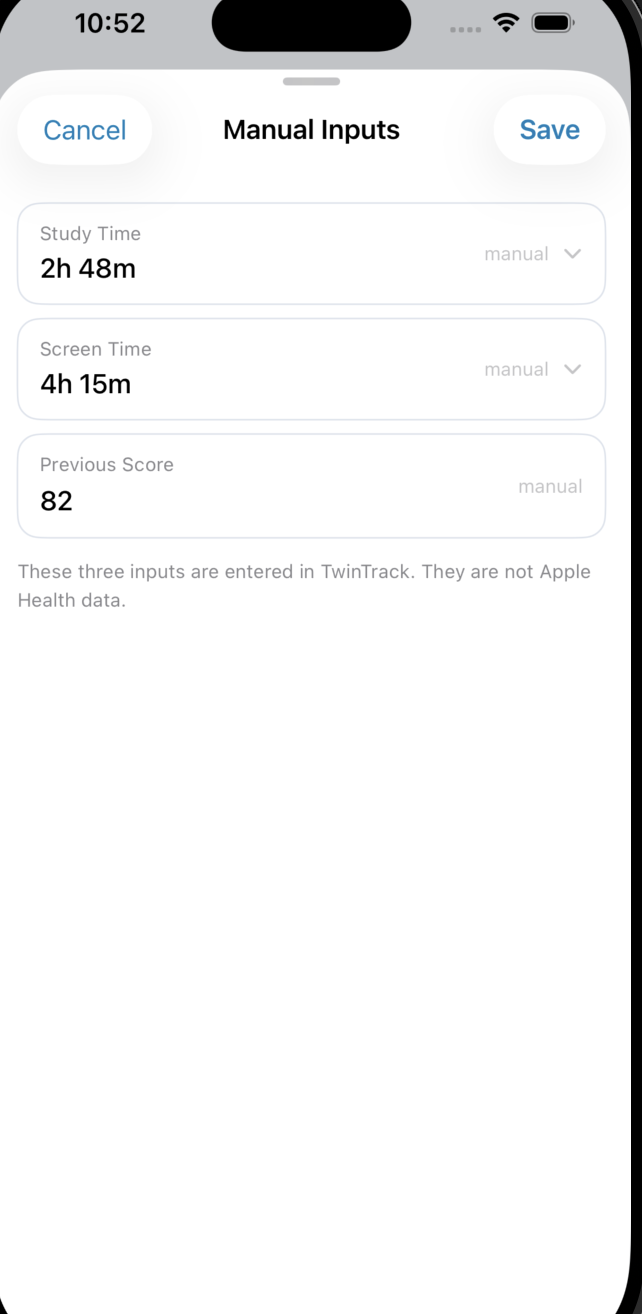 10:52
Cancel
Manual Inputs
Save
Study Time
2h 48m
manual
Screen Time
4h 15m
manual
Previous Score
82
manual
These three inputs are entered in TwinTrack. They are not Apple
Health data.